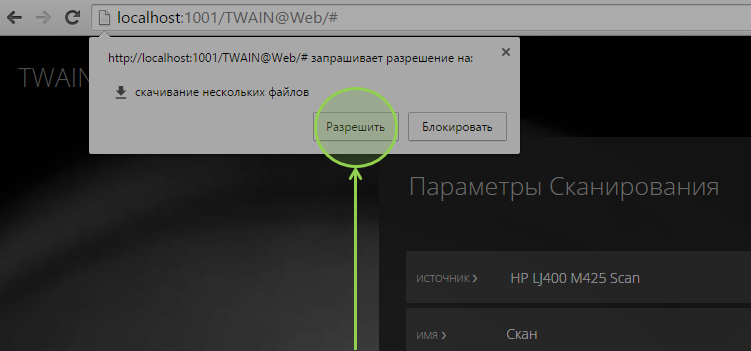 localhost:1001/TWAIN@Web/#
http://localhost:1001/TWAIN@Web/# запрашивает разрешение на:
TWAIN
скачивание нескольких файлов
Разрешить
Блокировать
Параметры Сканирования
ИСТОЧНИК
HP LJ400 M425 Scan
ИМЯ
Скан